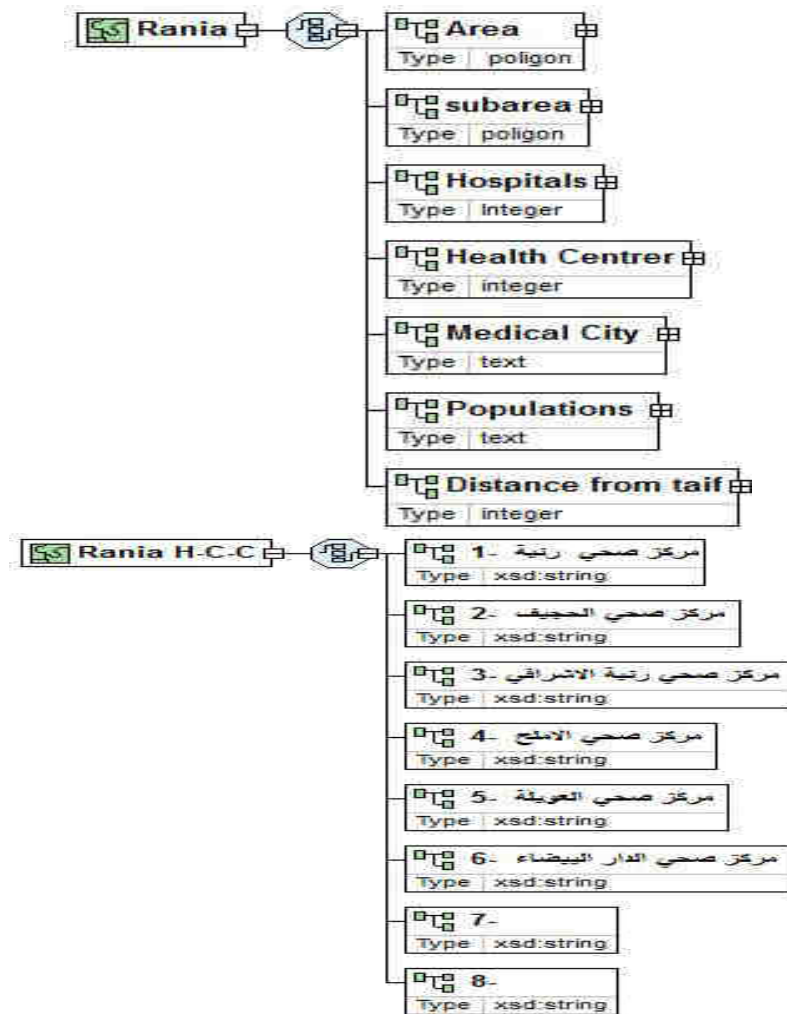 Rania
Area
Type poligon
subarea
Type poligon
Hospitals
Type Integer
Health Centrer
Type integer
Medical City
Type text
Populations
Type text
Distance from taif
Type integer
Rania H-C-C
1- مركز صحي رنية
Type xsd:string
2- مركز صحي الحجيف
Type xsd:string
3- مركز صحي رنية الاشرافي
Type xsd:string
4- مركز صحي الاملح
Type xsd:string
5- مركز صحي العويلة
Type xsd:string
6- مركز صحي الدار البيضاء
Type xsd:string
7-
Type xsd:string
8-
Type xsd:string